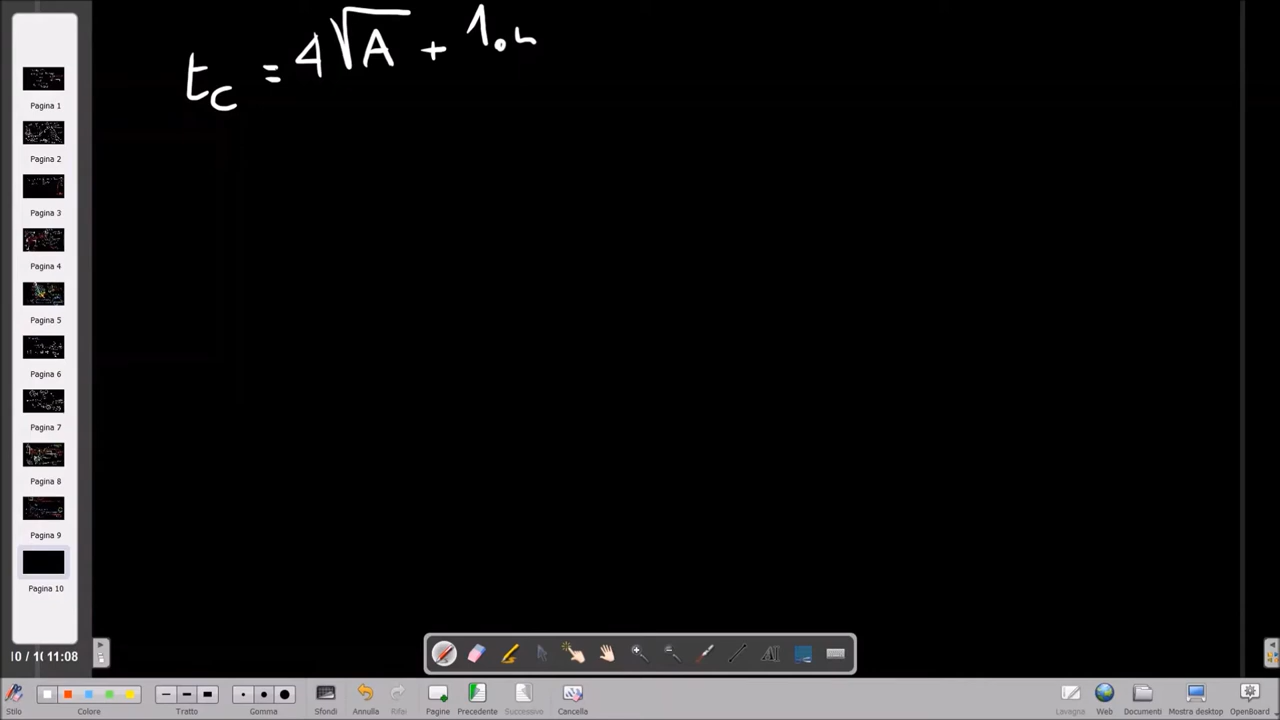 t_C = 4√A + 1.
Pagina 1
Pagina 2
Pagina 3
Pagina 4
Pagina 5
Pagina 6
Pagina 7
Pagina 8
Pagina 9
Pagina 10
11:08
Stilo
Colore
Tratto
Gomma
Sfondi
Annulla
Rifai
Pagine
Precedente
Successivo
Cancella
Lavagna
Web
Documenti
Mostra desktop
OpenBoard